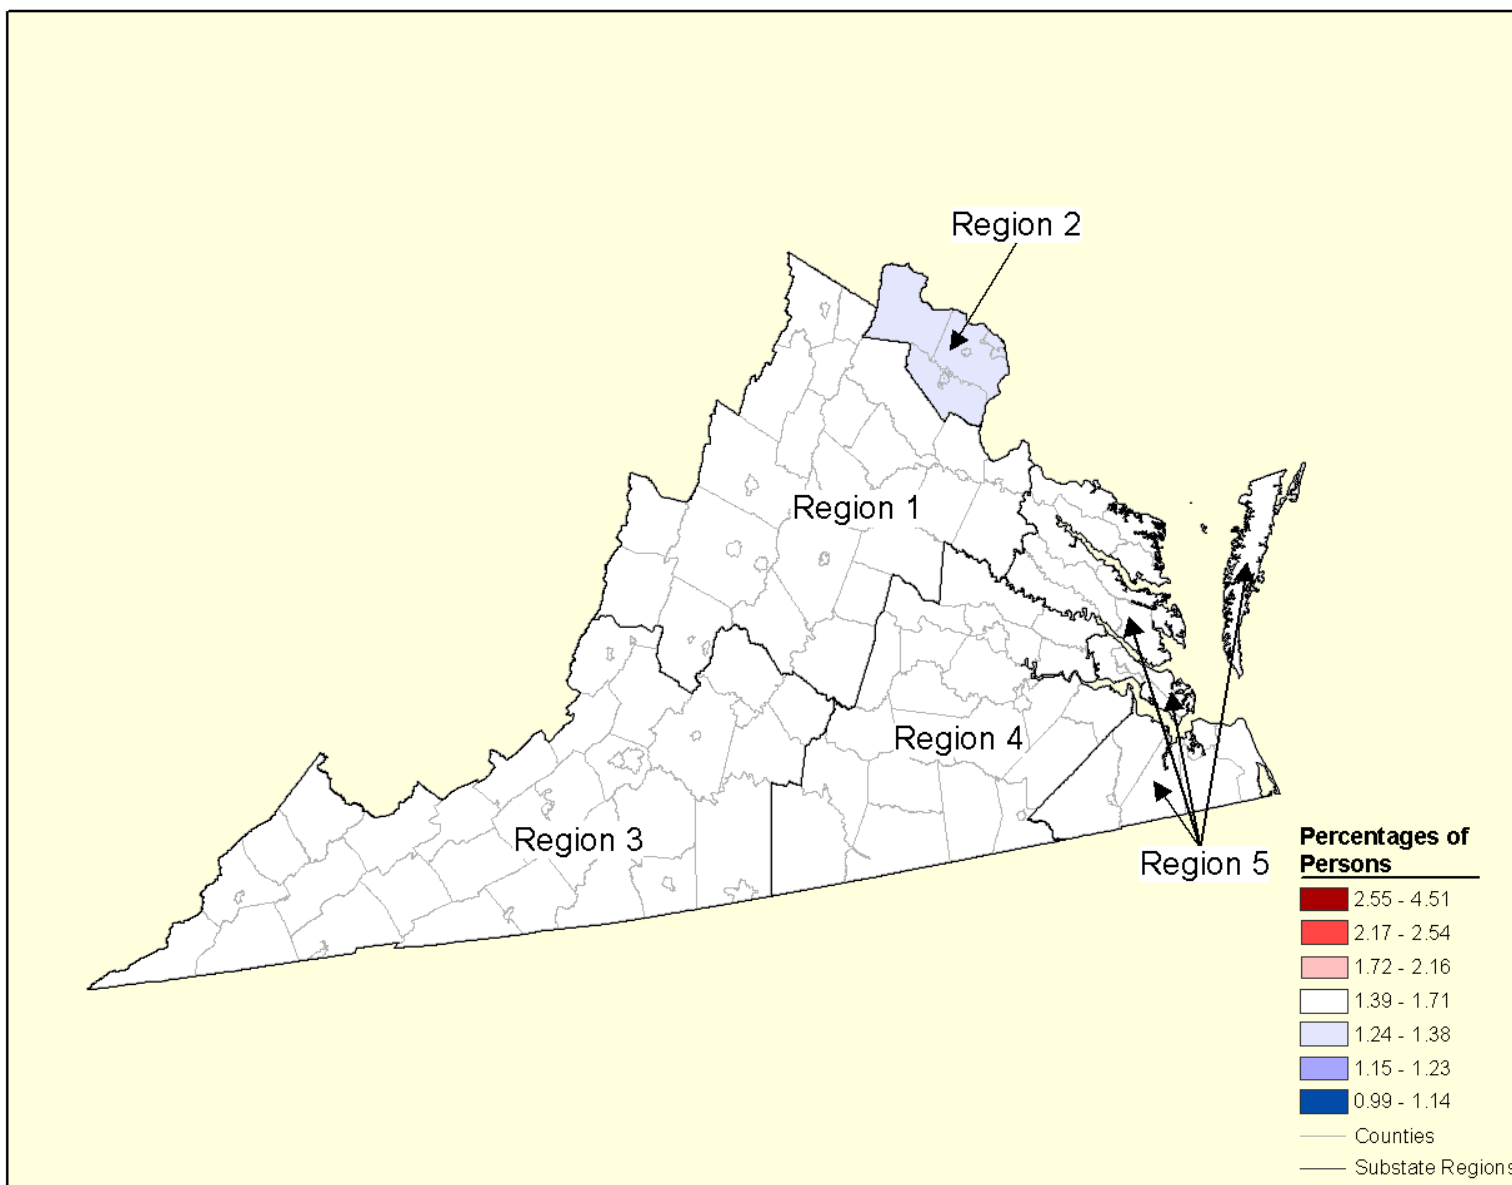 Region 2
Region 1
Region 4
Region 3
Region 5
Percentages of
Persons
2.55 - 4.51
2.17 - 2.54
1.72 - 2.16
1.39 - 1.71
1.24 - 1.38
1.15 - 1.23
0.99 - 1.14
Counties
Substate Regions